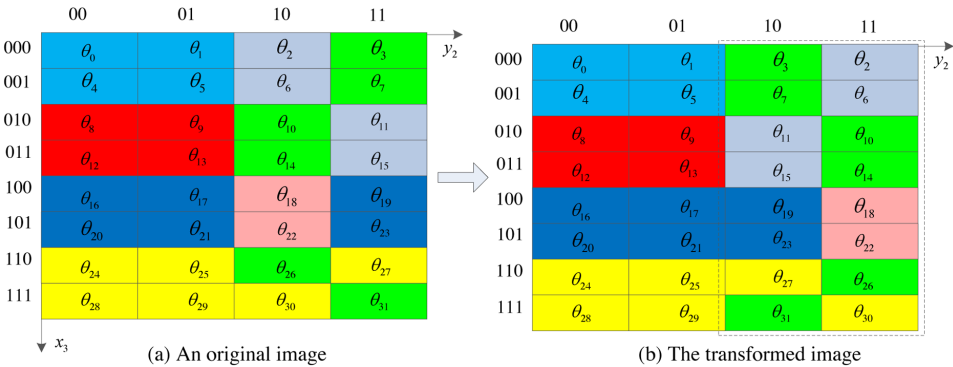 00 01 10 11
y₂
000 θ₀ θ₁ θ₂ θ₃
001 θ₄ θ₅ θ₆ θ₇
010 θ₈ θ₉ θ₁₀ θ₁₁
011 θ₁₂ θ₁₃ θ₁₄ θ₁₅
100 θ₁₆ θ₁₇ θ₁₈ θ₁₉
101 θ₂₀ θ₂₁ θ₂₂ θ₂₃
110 θ₂₄ θ₂₅ θ₂₆ θ₂₇
111 θ₂₈ θ₂₉ θ₃₀ θ₃₁
x₃
(a) An original image
00 01 10 11
y₂
000 θ₀ θ₁ θ₃ θ₂
001 θ₄ θ₅ θ₇ θ₆
010 θ₈ θ₉ θ₁₁ θ₁₀
011 θ₁₂ θ₁₃ θ₁₅ θ₁₄
100 θ₁₆ θ₁₇ θ₁₉ θ₁₈
101 θ₂₀ θ₂₁ θ₂₃ θ₂₂
110 θ₂₄ θ₂₅ θ₂₇ θ₂₆
111 θ₂₈ θ₂₉ θ₃₁ θ₃₀
(b) The transformed image